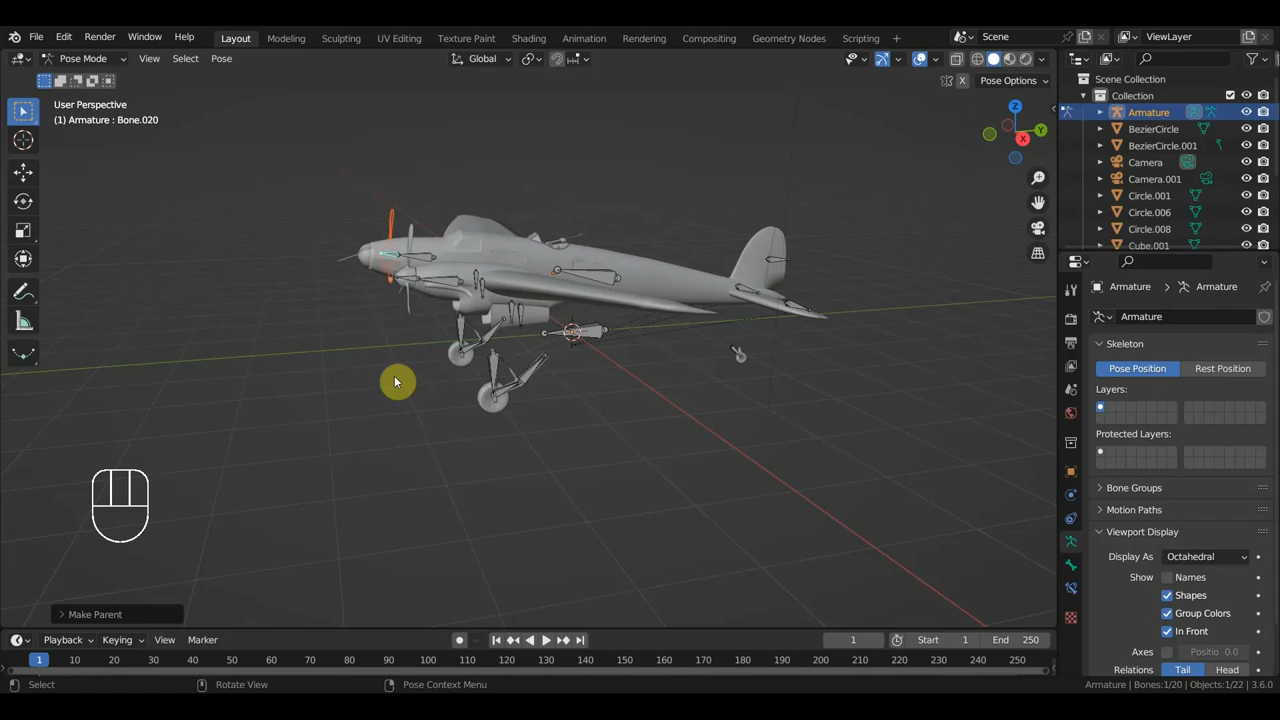 File Edit Render Window Help Layout Modeling Sculpting UV Editing Texture Paint Shading Animation Rendering Compositing Geometry Nodes Scripting + Scene ViewLayer
Pose Mode View Select Pose Global
X Pose Options
User Perspective
(1) Armature : Bone.020
Z
Y
X
Scene Collection
Collection
Armature
BezierCircle
BezierCircle.001
Camera
Camera.001
Circle.001
Circle.006
Circle.008
Cube.001
Armature Armature
Armature
Skeleton
Pose Position Rest Position
Layers:
Protected Layers:
Bone Groups
Motion Paths
Viewport Display
Display As Octahedral
Show Names
Shapes
Group Colors
In Front
Axes Positio 0.0
Relations Tail Head
Make Parent
Playback Keying View Marker 1 Start 1 End 250
1 10 20 30 40 50 60 70 80 90 100 110 120 130 140 150 160 170 180 190 200 210 220 230 240 250
Select Rotate View Pose Context Menu Armature | Bones:1/20 | Objects:1/22 | 3.6.0